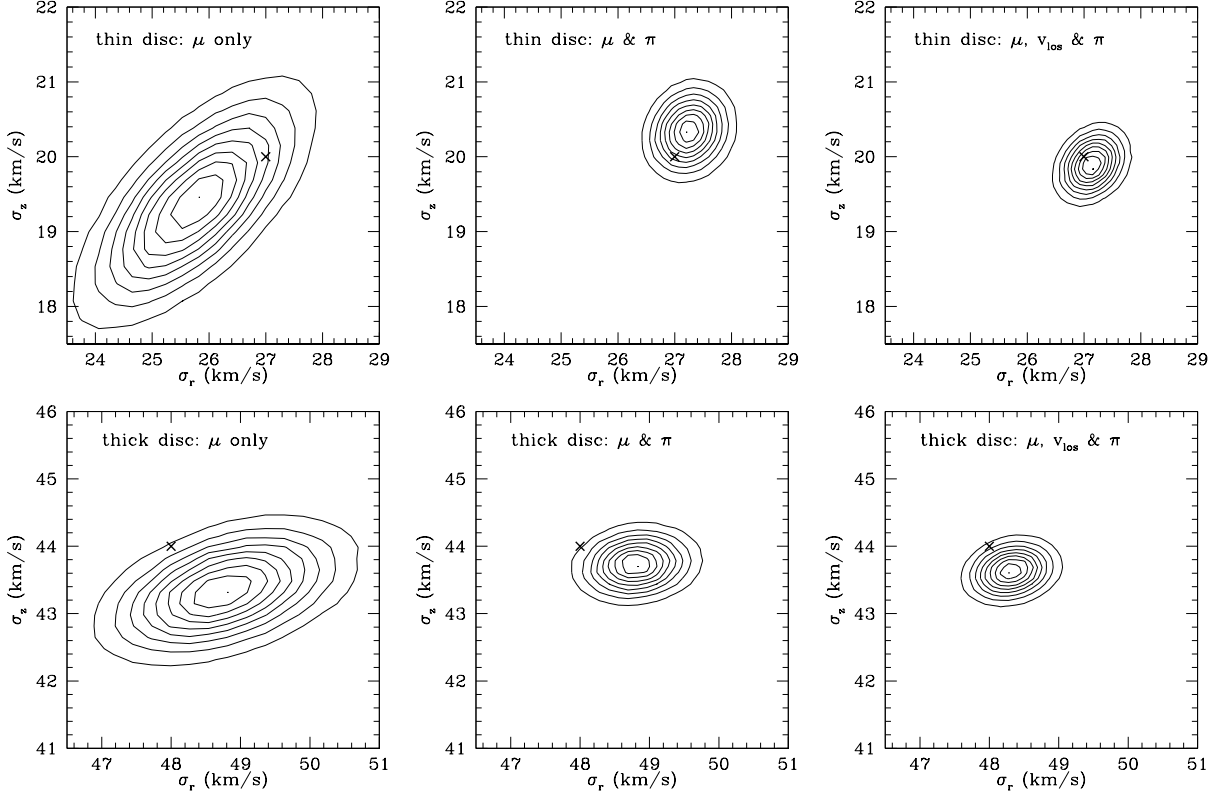 22
21
20
19
18
σz (km/s)
thin disc: μ only
24 25 26 27 28 29
σr (km/s)
22
21
20
19
18
σz (km/s)
thin disc: μ & π
24 25 26 27 28 29
σr (km/s)
22
21
20
19
18
σz (km/s)
thin disc: μ, vlos & π
24 25 26 27 28 29
σr (km/s)
46
45
44
43
42
41
σz (km/s)
thick disc: μ only
47 48 49 50 51
σr (km/s)
46
45
44
43
42
41
σz (km/s)
thick disc: μ & π
47 48 49 50 51
σr (km/s)
46
45
44
43
42
41
σz (km/s)
thick disc: μ, vlos & π
47 48 49 50 51
σr (km/s)